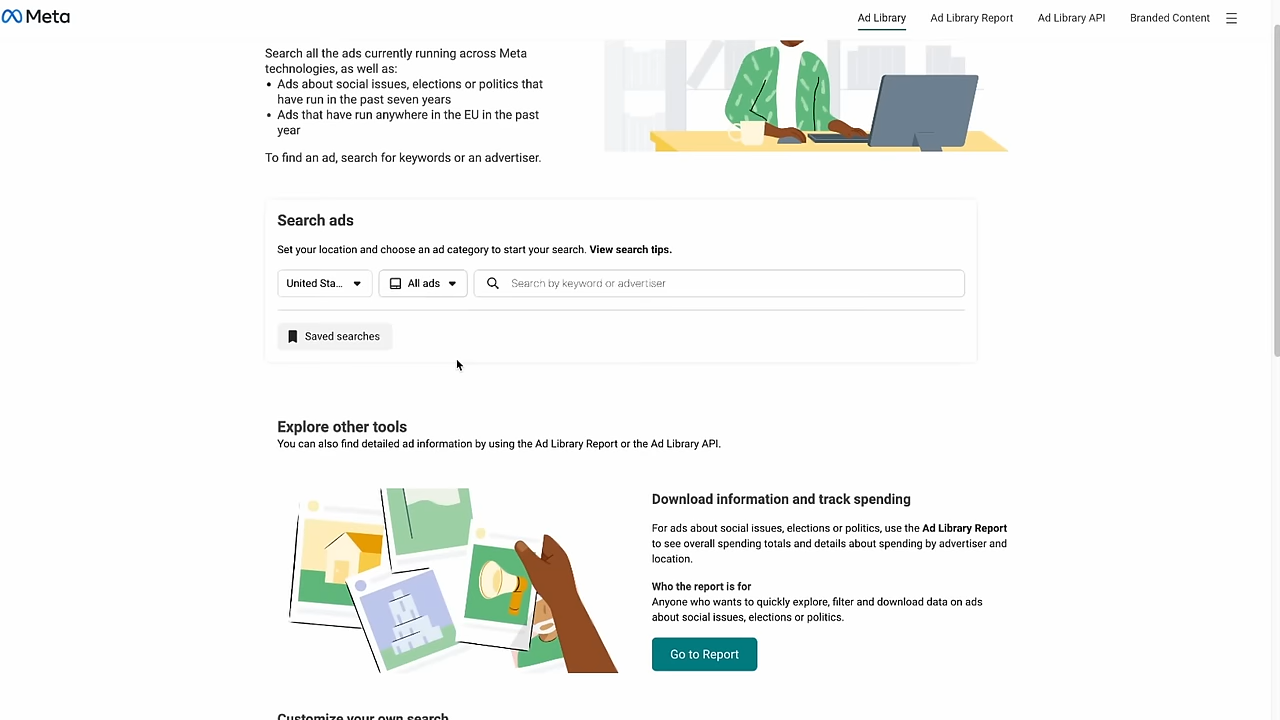 Meta
Ad Library
Ad Library Report
Ad Library API
Branded Content
Search all the ads currently running across Meta
technologies, as well as:
• Ads about social issues, elections or politics that
have run in the past seven years
• Ads that have run anywhere in the EU in the past
year
To find an ad, search for keywords or an advertiser.
Search ads
Set your location and choose an ad category to start your search. View search tips.
United Sta...
All ads
Search by keyword or advertiser
Saved searches
Explore other tools
You can also find detailed ad information by using the Ad Library Report or the Ad Library API.
Download information and track spending
For ads about social issues, elections or politics, use the Ad Library Report
to see overall spending totals and details about spending by advertiser and
location.
Who the report is for
Anyone who wants to quickly explore, filter and download data on ads
about social issues, elections or politics.
Go to Report
Customize your own search